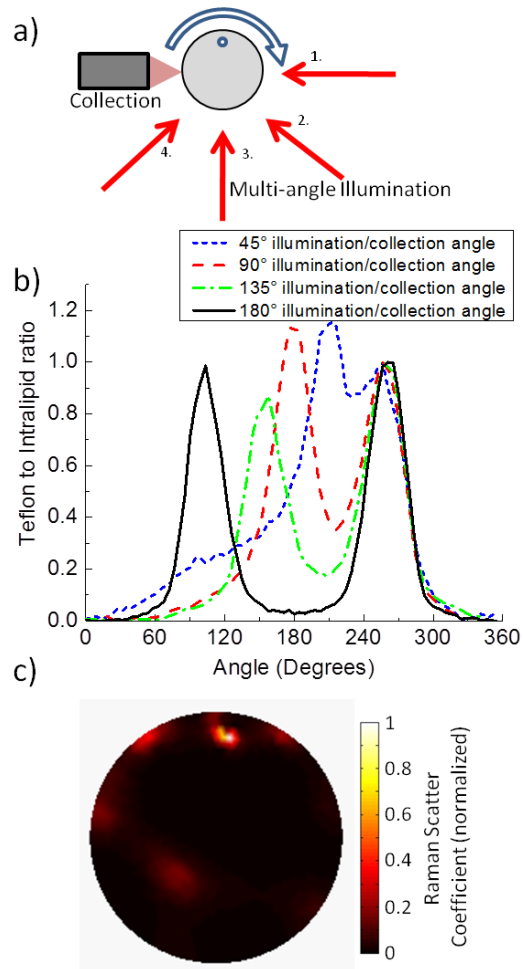 a)
1.
Collection
2.
4.
3.
Multi-angle Illumination
45° illumination/collection angle
90° illumination/collection angle
135° illumination/collection angle
180° illumination/collection angle
b)
1.2
1.0
0.8
0.6
0.4
0.2
0.0
Teflon to Intralipid ratio
0 60 120 180 240 300 360
Angle (Degrees)
c)
1
0.8
0.6
0.4
0.2
0
Raman Scatter
Coefficient (normalized)